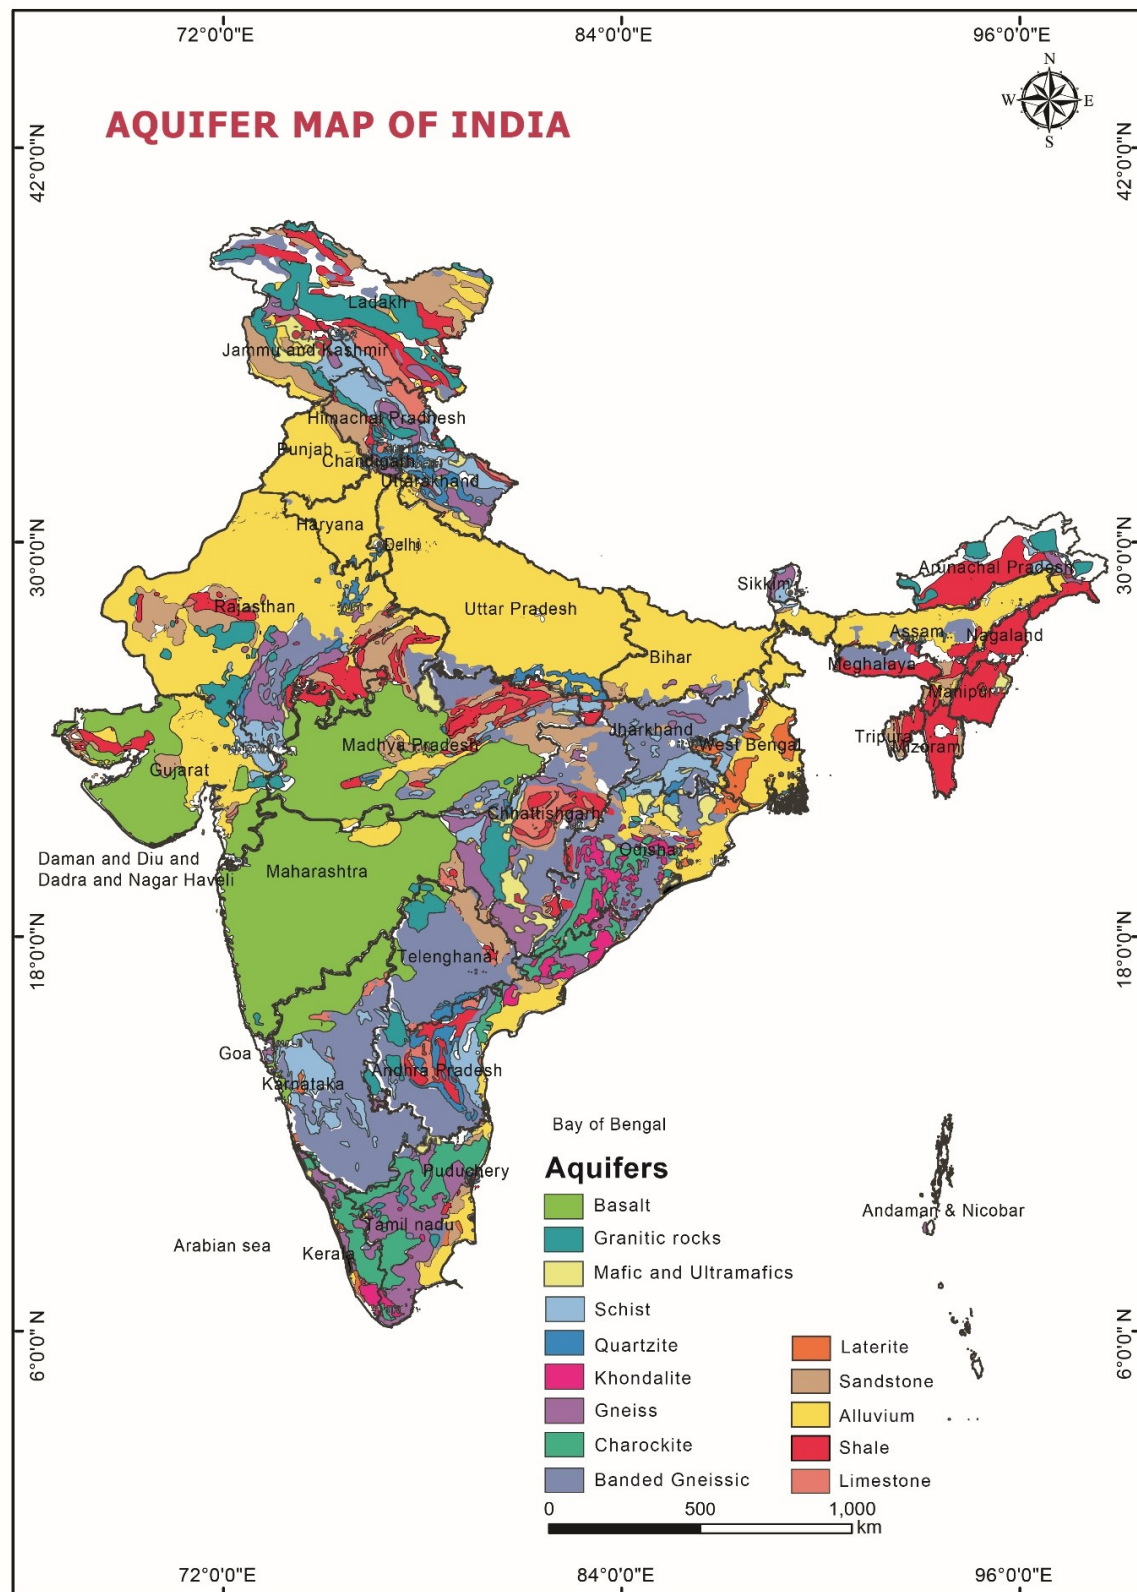 72°0'0"E
84°0'0"E
96°0'0"E
N
W
E
S
AQUIFER MAP OF INDIA
42°0'0"N
42°0'0"N
Ladakh
Jammu and Kashmir
Himachal Pradhesh
Punjab
Chandigarh
Uttarakhand
Haryana
Delhi
30°0'0"N
30°0'0"N
Sikkim
Arunachal Pradesh
Rajasthan
Uttar Pradesh
Assam
Nagaland
Bihar
Meghalaya
Manipur
Jharkhand
Tripura
Mizoram
Madhya Pradesh
West Bengal
Gujarat
Chhattishgarh
Odisha
Daman and Diu and
Dadra and Nagar Haveli
Maharashtra
18°0'0"N
18°0'0"N
Telenghana
Goa
Karnataka
Andhra Pradesh
Bay of Bengal
Puducherry
Andaman & Nicobar
Tamil nadu
Arabian sea
Kerala
6°0'0"N
6°0'0"N
Aquifers
Basalt
Granitic rocks
Mafic and Ultramafics
Schist
Quartzite
Khondalite
Gneiss
Charockite
Banded Gneissic
Laterite
Sandstone
Alluvium
Shale
Limestone
0
500
1,000
km
72°0'0"E
84°0'0"E
96°0'0"E